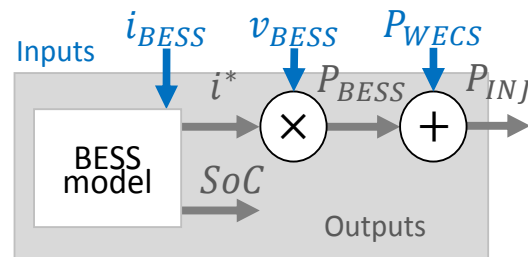 i_BESS v_BESS P_WECS
Inputs
i* P_BESS P_INJ
× +
BESS
model
SoC
Outputs